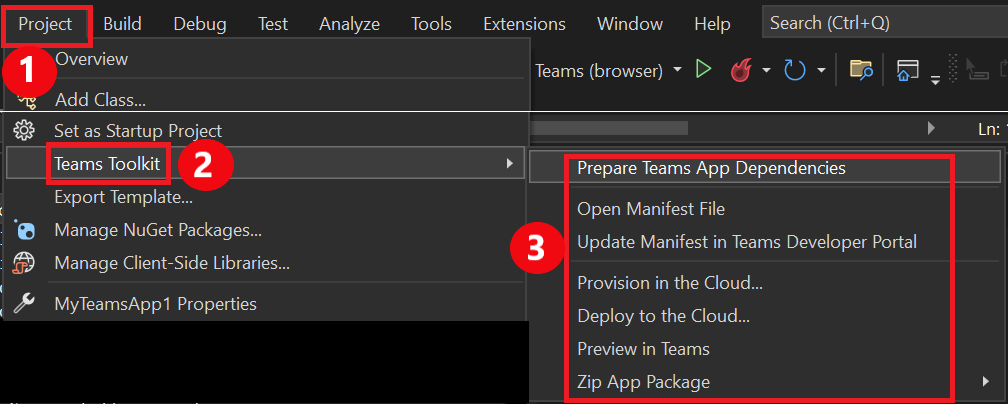 Project Build Debug Test Analyze Tools Extensions Window Help Search (Ctrl+Q)
1
Overview
Teams (browser)
Add Class...
Set as Startup Project
Ln:
Teams Toolkit
2
Prepare Teams App Dependencies
Export Template...
Open Manifest File
Manage NuGet Packages...
3
Update Manifest in Teams Developer Portal
Manage Client-Side Libraries...
Provision in the Cloud...
MyTeamsApp1 Properties
Deploy to the Cloud...
Preview in Teams
Zip App Package